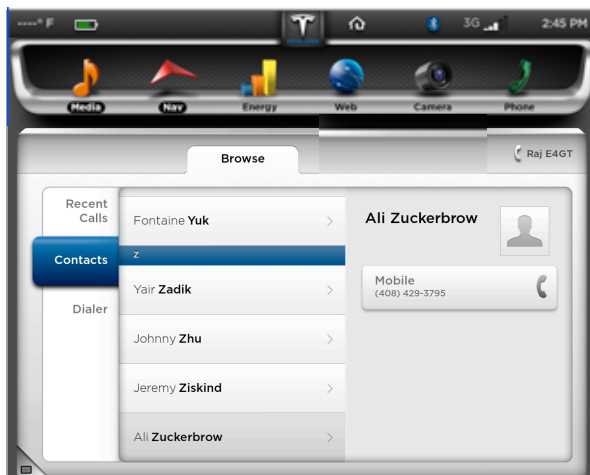 ----° F
3G
2:45 PM
Media
Nav
Energy
Web
Camera
Phone
Browse
Raj E4GT
Recent
Calls
Contacts
Dialer
Fontaine Yuk
Z
Yair Zadik
Johnny Zhu
Jeremy Ziskind
Ali Zuckerbrow
Ali Zuckerbrow
Mobile
(408) 429-3795